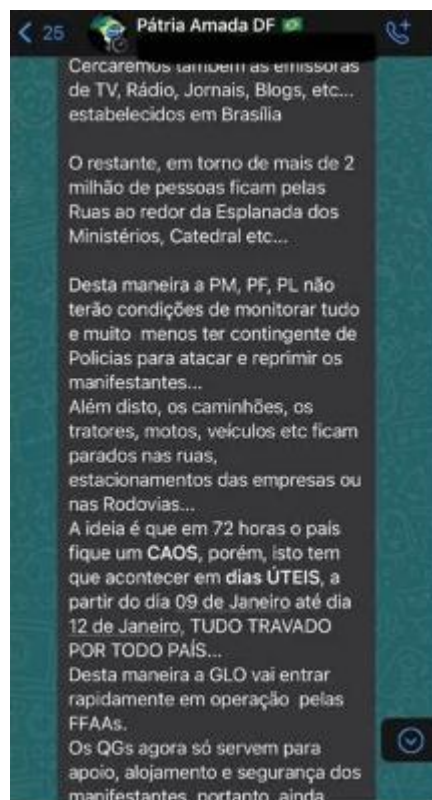 25
Pátria Amada DF
Cercaremos também as emissoras
de TV, Rádio, Jornais, Blogs, etc...
estabelecidos em Brasília
O restante, em torno de mais de 2
milhão de pessoas ficam pelas
Ruas ao redor da Esplanada dos
Ministérios, Catedral etc...
Desta maneira a PM, PF, PL não
terão condições de monitorar tudo
e muito menos ter contingente de
Policias para atacar e reprimir os
manifestantes...
Além disto, os caminhões, os
tratores, motos, veículos etc ficam
parados nas ruas,
estacionamentos das empresas ou
nas Rodovias...
A ideia é que em 72 horas o país
fique um CAOS, porém, isto tem
que acontecer em dias ÚTEIS, a
partir do dia 09 de Janeiro até dia
12 de Janeiro, TUDO TRAVADO
POR TODO PAÍS...
Desta maneira a GLO vai entrar
rapidamente em operação pelas
FFAAs.
Os QGs agora só servem para
apoio, alojamento e segurança dos
manifestantes, portanto, ainda